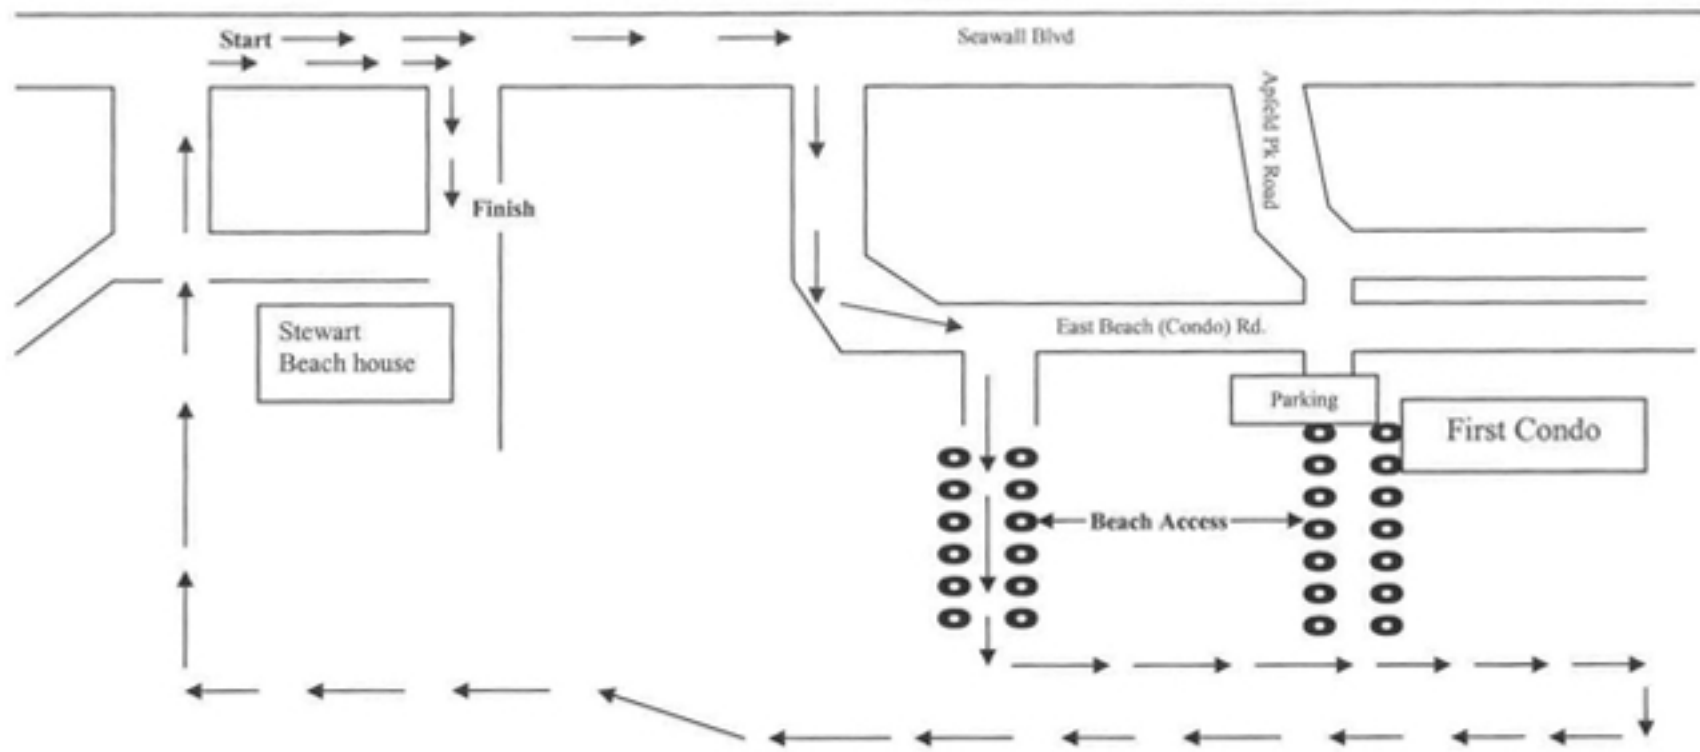 Start
Seawall Blvd
Apfeld Pk Road
Finish
Stewart
Beach house
East Beach (Condo) Rd.
Parking
First Condo
Beach Access